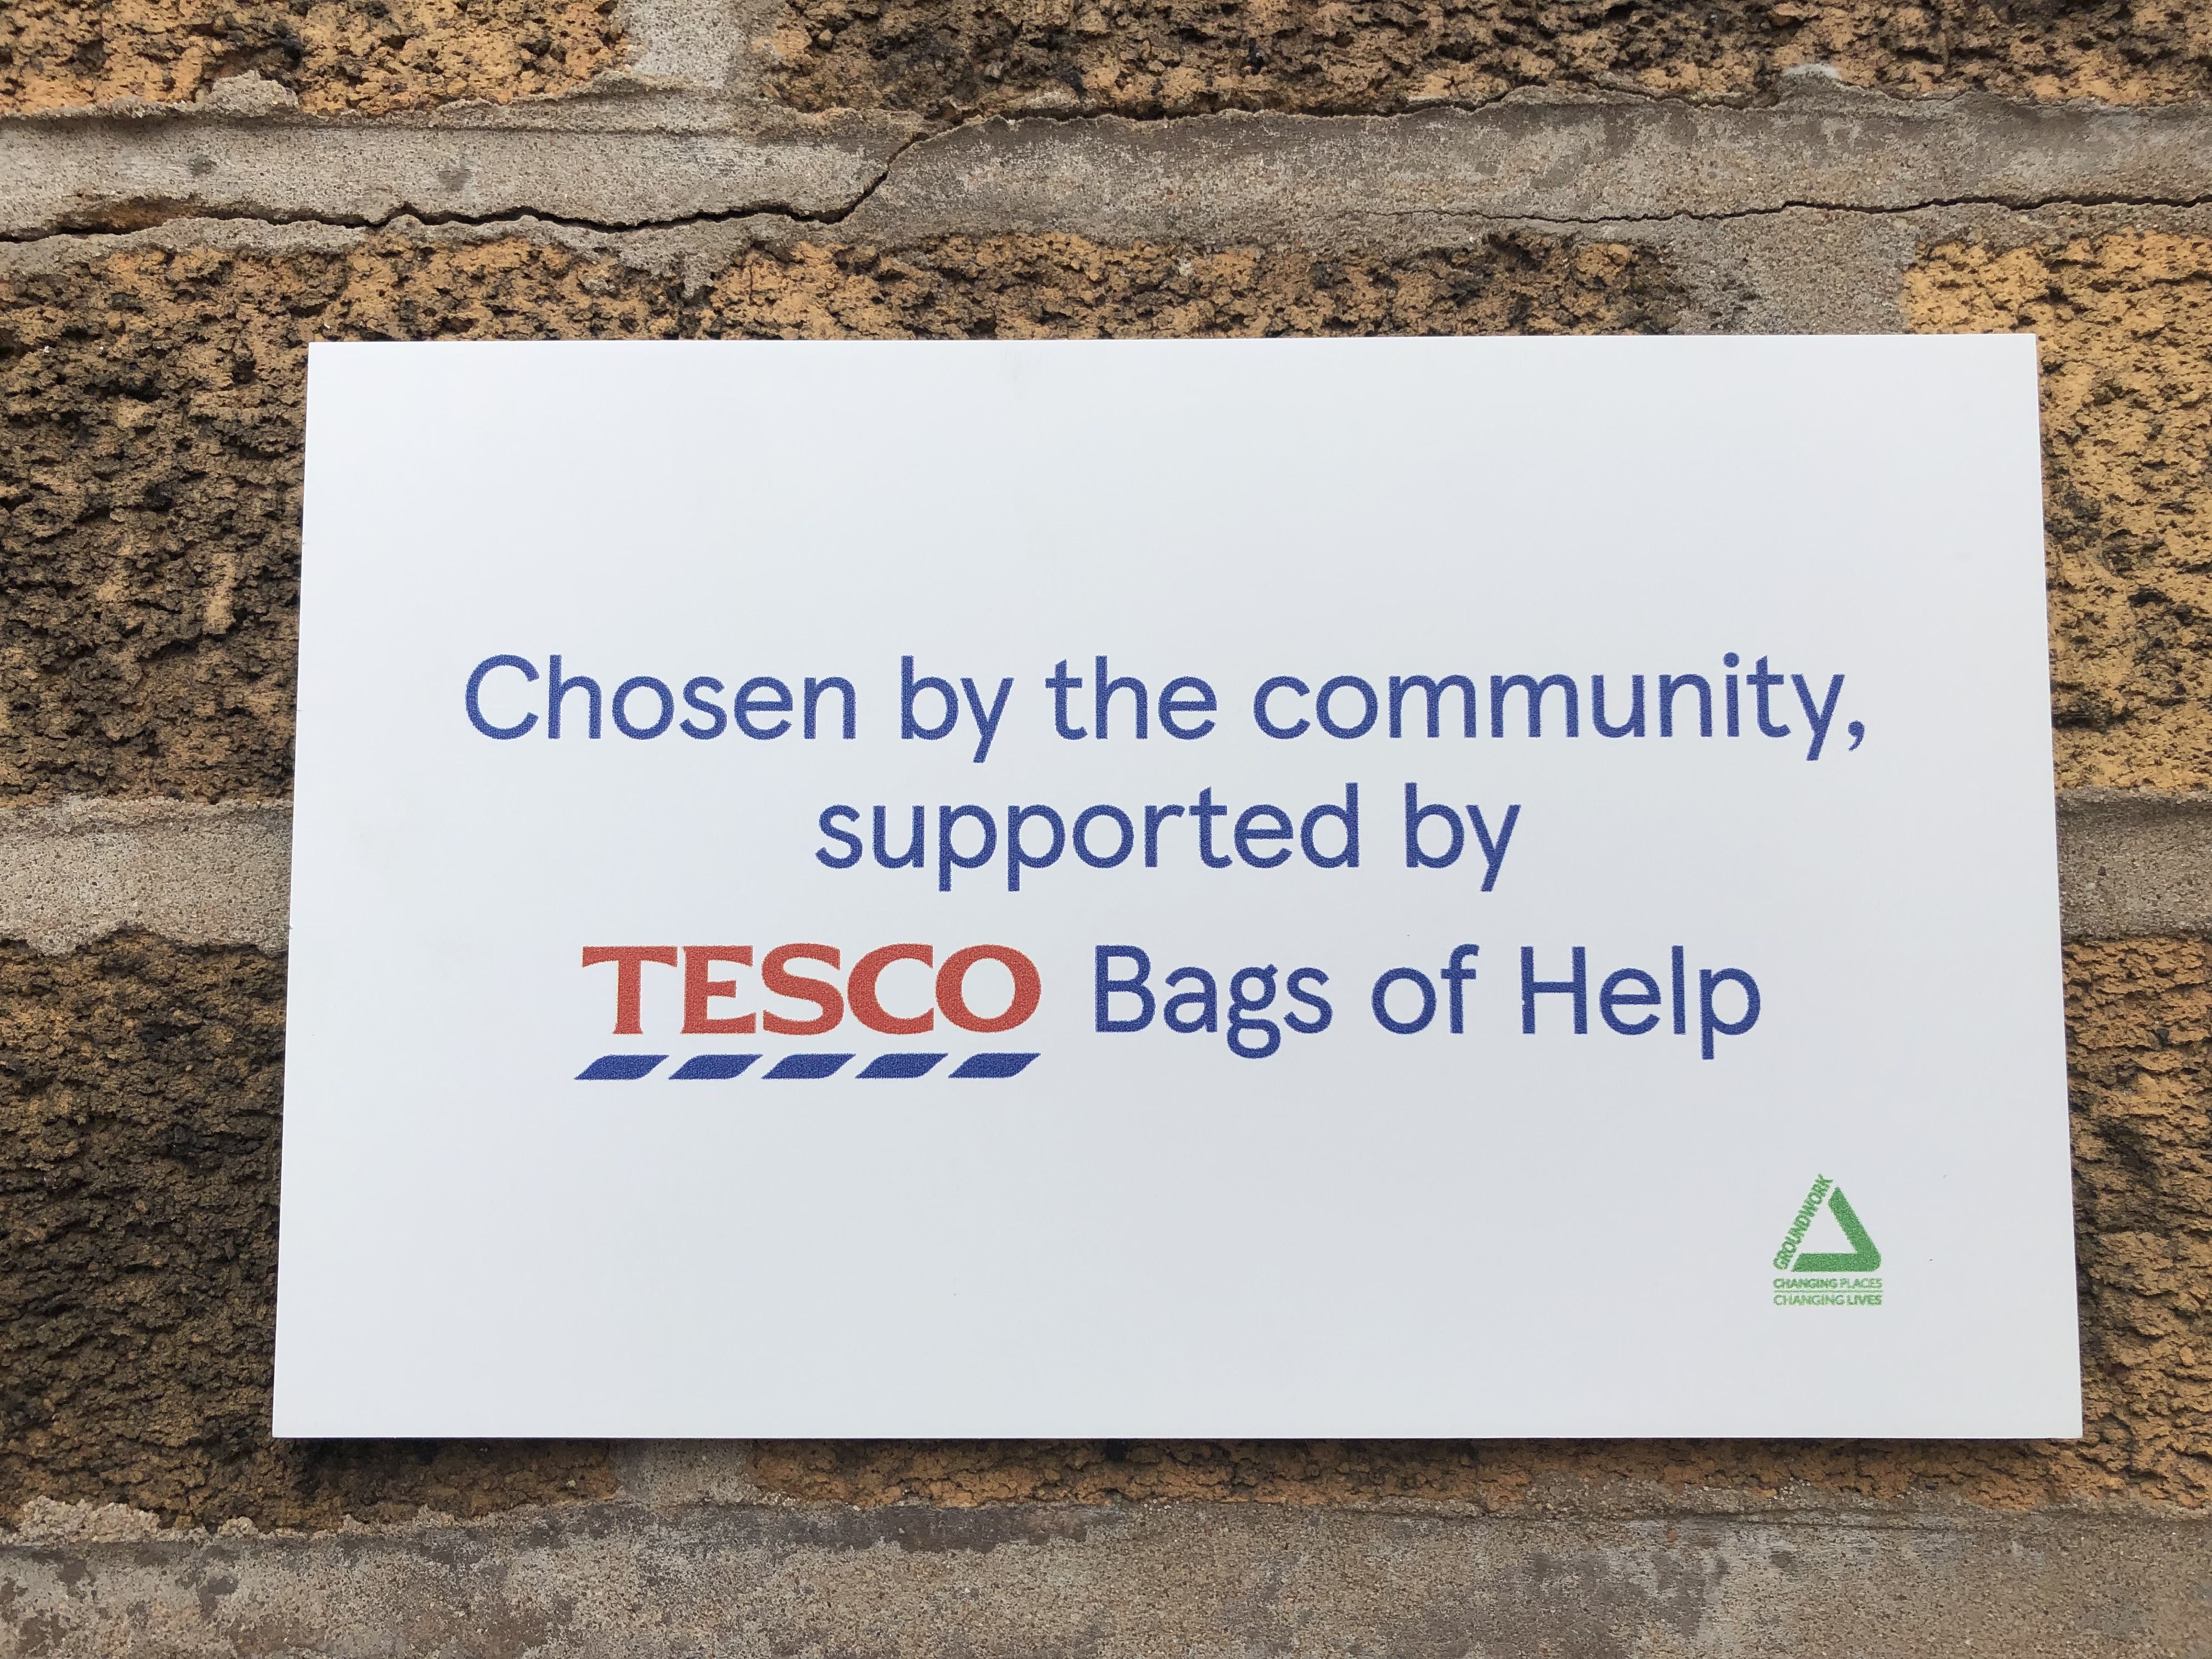 Chosen by the community,
supported by
TESCO Bags of Help
GROUNDWORK
CHANGING PLACES
CHANGING LIVES